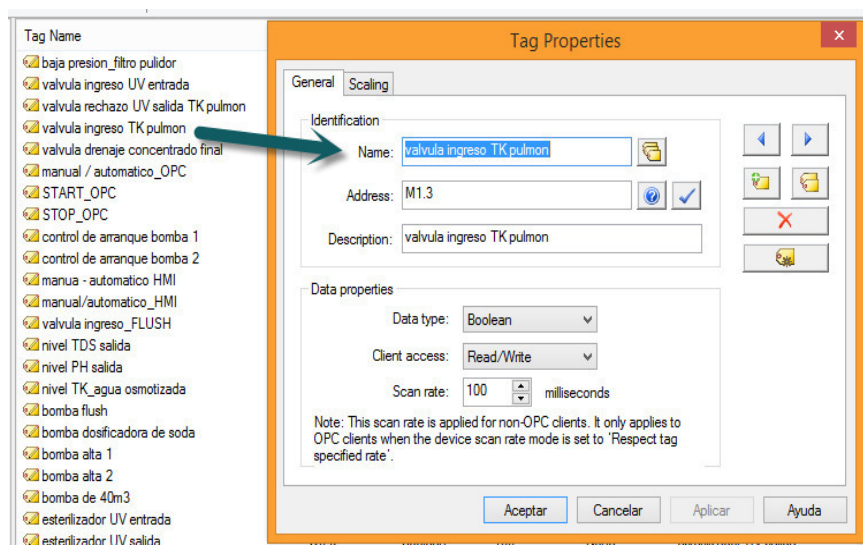 Tag Name
baja presion_filtro pulidor
valvula ingreso UV entrada
valvula rechazo UV salida TK pulmon
valvula ingreso TK pulmon
valvula drenaje concentrado final
manual / automatico_OPC
START_OPC
STOP_OPC
control de arranque bomba 1
control de arranque bomba 2
manua - automatico HMI
manual/automatico_HMI
valvula ingreso_FLUSH
nivel TDS salida
nivel PH salida
nivel TK_agua osmotizada
bomba flush
bomba dosificadora de soda
bomba alta 1
bomba alta 2
bomba de 40m3
esterilizador UV entrada
esterilizador UV salida
Tag Properties
General Scaling
Identification
Name: valvula ingreso TK pulmon
Address: M1.3
Description: valvula ingreso TK pulmon
Data properties
Data type: Boolean
Client access: Read/Write
Scan rate: 100 milliseconds
Note: This scan rate is applied for non-OPC clients. It only applies to
OPC clients when the device scan rate mode is set to 'Respect tag
specified rate'.
Aceptar Cancelar Aplicar Ayuda